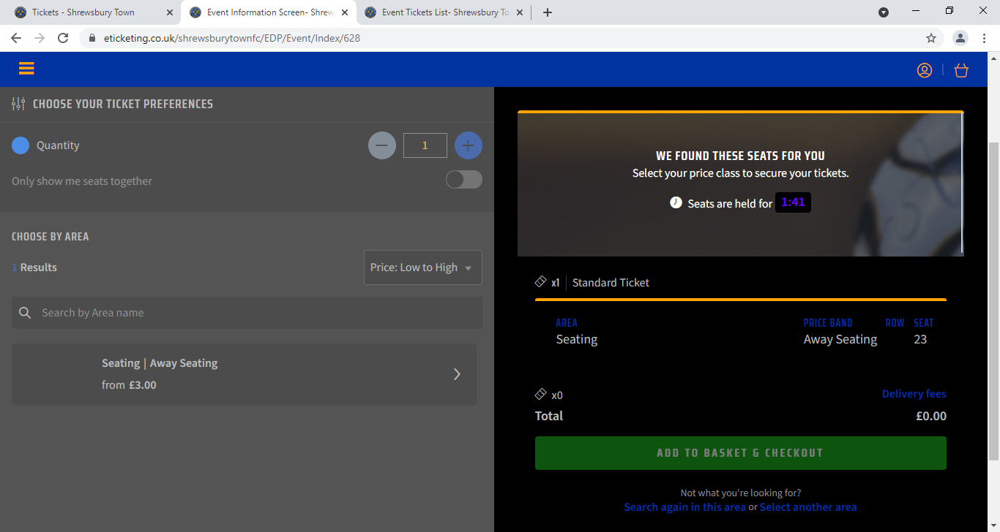 Tickets - Shrewsbury Town
Event Information Screen- Shrew
Event Tickets List- Shrewsbury To
eticketing.co.uk/shrewsburytownfc/EDP/Event/Index/628
CHOOSE YOUR TICKET PREFERENCES
Quantity
1
Only show me seats together
CHOOSE BY AREA
1 Results
Price: Low to High
Search by Area name
Seating | Away Seating
from £3.00
WE FOUND THESE SEATS FOR YOU
Select your price class to secure your tickets.
Seats are held for 1:41
x1 Standard Ticket
AREA PRICE BAND ROW SEAT
Seating Away Seating 23
x0 Delivery fees
Total £0.00
ADD TO BASKET & CHECKOUT
Not what you're looking for?
Search again in this area or Select another area